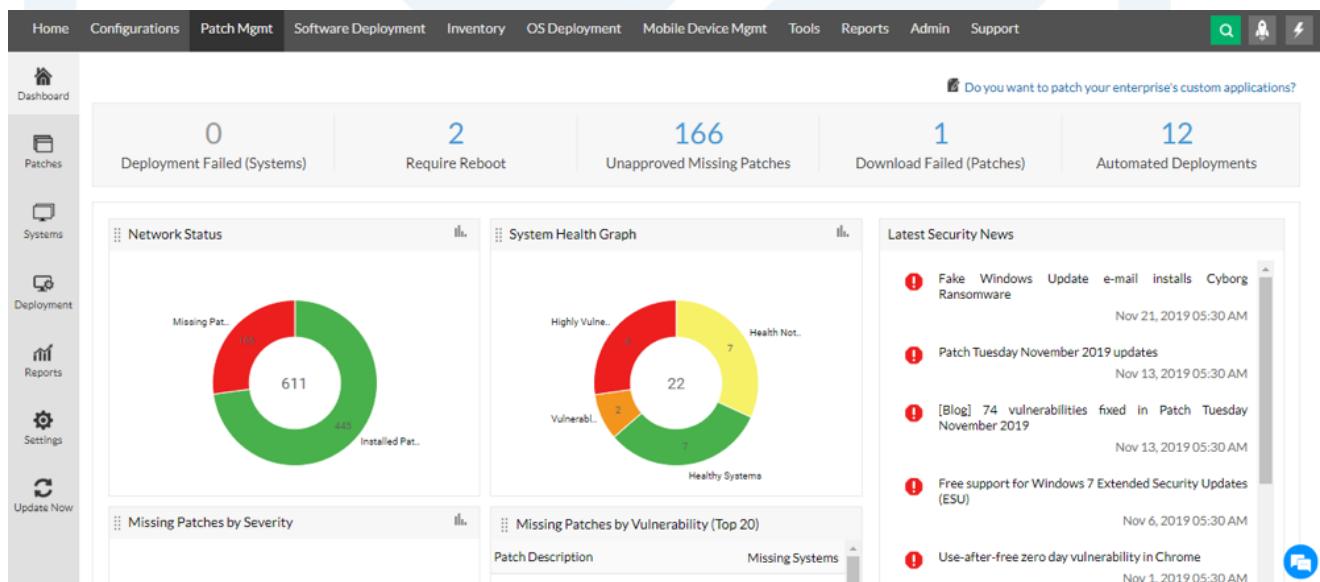 Home Configurations Patch Mgmt Software Deployment Inventory OS Deployment Mobile Device Mgmt Tools Reports Admin Support
Dashboard
Patches
Systems
Deployment
Reports
Settings
Update Now
Do you want to patch your enterprise's custom applications?
0
Deployment Failed (Systems)
2
Require Reboot
166
Unapproved Missing Patches
1
Download Failed (Patches)
12
Automated Deployments
Network Status
Missing Pat..
166
611
445
Installed Pat..
System Health Graph
Highly Vulne..
Health Not..
7
22
Vulnerabl..
2
7
Healthy Systems
Latest Security News
Fake Windows Update e-mail installs Cyborg
Ransomware
Nov 21, 2019 05:30 AM
Patch Tuesday November 2019 updates
Nov 13, 2019 05:30 AM
[Blog] 74 vulnerabilities fixed in Patch Tuesday
November 2019
Nov 13, 2019 05:30 AM
Free support for Windows 7 Extended Security Updates
(ESU)
Nov 6, 2019 05:30 AM
Use-after-free zero day vulnerability in Chrome
Nov 1, 2019 05:30 AM
Missing Patches by Severity
Missing Patches by Vulnerability (Top 20)
Patch Description Missing Systems